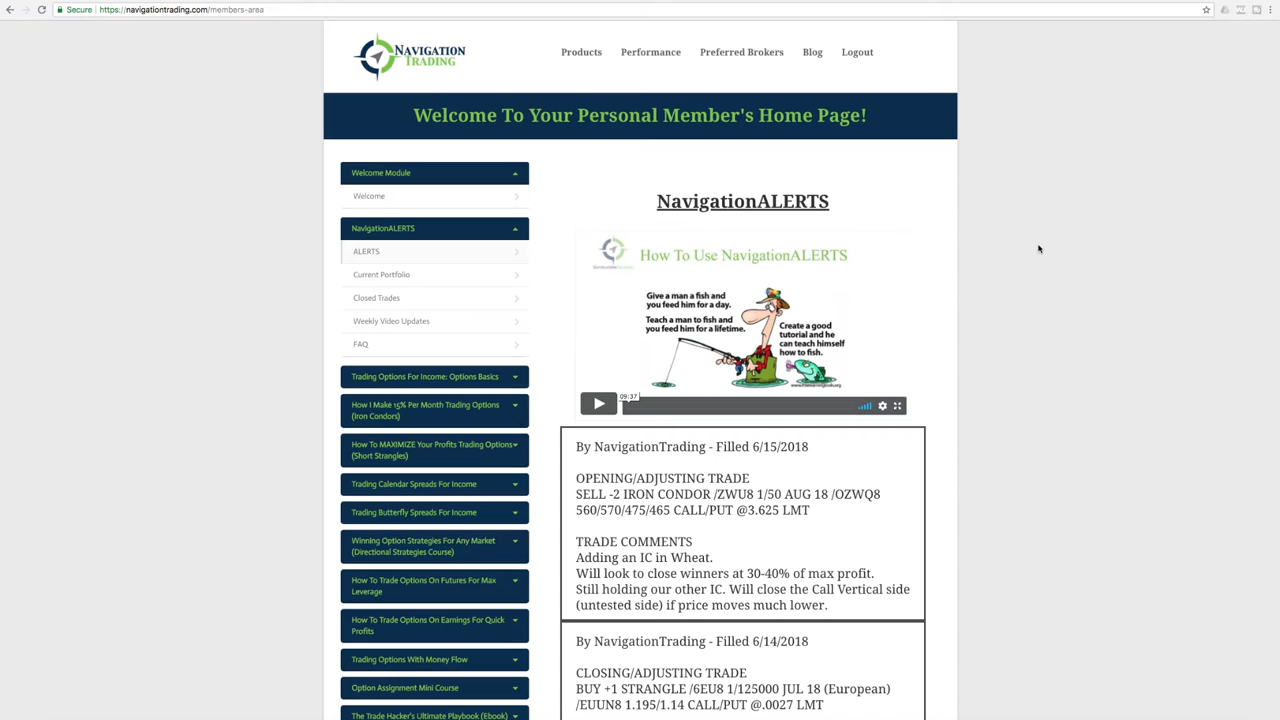 Secure https://navigationtrading.com/members-area
NAVIGATION
TRADING
Products Performance Preferred Brokers Blog Logout
Welcome To Your Personal Member's Home Page!
Welcome Module
Welcome
NavigationALERTS
ALERTS
Current Portfolio
Closed Trades
Weekly Video Updates
FAQ
Trading Options For Income: Options Basics
How I Make 15% Per Month Trading Options
(Iron Condors)
How To MAXIMIZE Your Profits Trading Options
(Short Strangles)
Trading Calendar Spreads For Income
Trading Butterfly Spreads For Income
Winning Option Strategies For Any Market
(Directional Strategies Course)
How To Trade Options On Futures For Max
Leverage
How To Trade Options On Earnings For Quick
Profits
Trading Options With Money Flow
Option Assignment Mini Course
The Trade Hacker's Ultimate Playbook (Ebook)
NavigationALERTS
How To Use NavigationALERTS
Give a man a fish and
you feed him for a day.
Teach a man to fish and
you feed him for a lifetime.
Create a good
tutorial and he
can teach himself
how to fish.
09:37
By NavigationTrading - Filled 6/15/2018
OPENING/ADJUSTING TRADE
SELL -2 IRON CONDOR /ZWU8 1/50 AUG 18 /OZWQ8
560/570/475/465 CALL/PUT @3.625 LMT
TRADE COMMENTS
Adding an IC in Wheat.
Will look to close winners at 30-40% of max profit.
Still holding our other IC. Will close the Call Vertical side
(untested side) if price moves much lower.
By NavigationTrading - Filled 6/14/2018
CLOSING/ADJUSTING TRADE
BUY +1 STRANGLE /6EU8 1/125000 JUL 18 (European)
/EUUN8 1.195/1.14 CALL/PUT @.0027 LMT